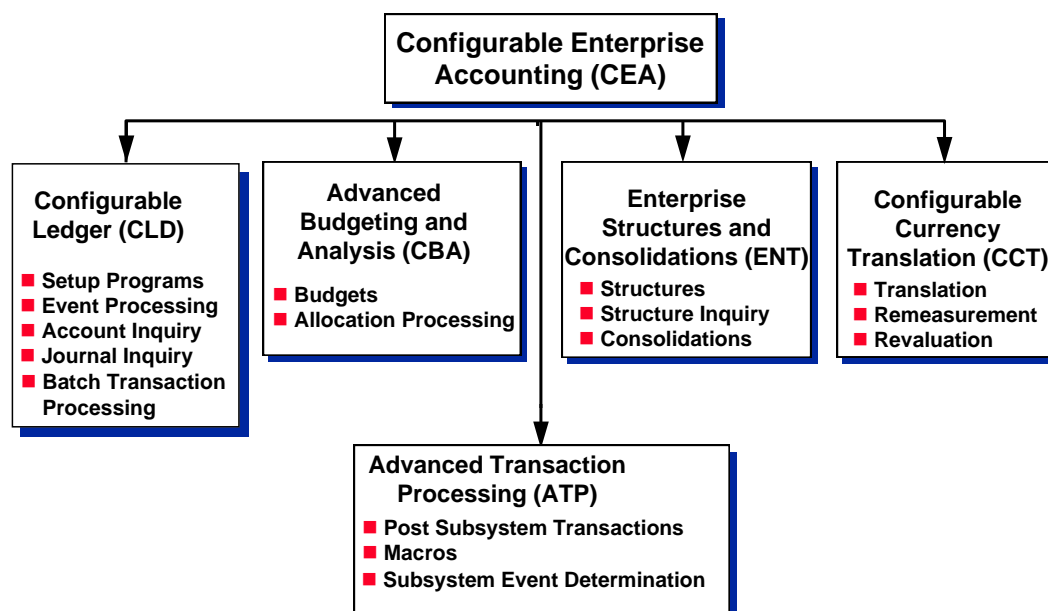 Configurable Enterprise
Accounting (CEA)
Configurable
Ledger (CLD)
Setup Programs
Event Processing
Account Inquiry
Journal Inquiry
Batch Transaction
Processing
Advanced
Budgeting and
Analysis (CBA)
Budgets
Allocation Processing
Enterprise
Structures and
Consolidations (ENT)
Structures
Structure Inquiry
Consolidations
Configurable
Currency
Translation (CCT)
Translation
Remeasurement
Revaluation
Advanced Transaction
Processing (ATP)
Post Subsystem Transactions
Macros
Subsystem Event Determination